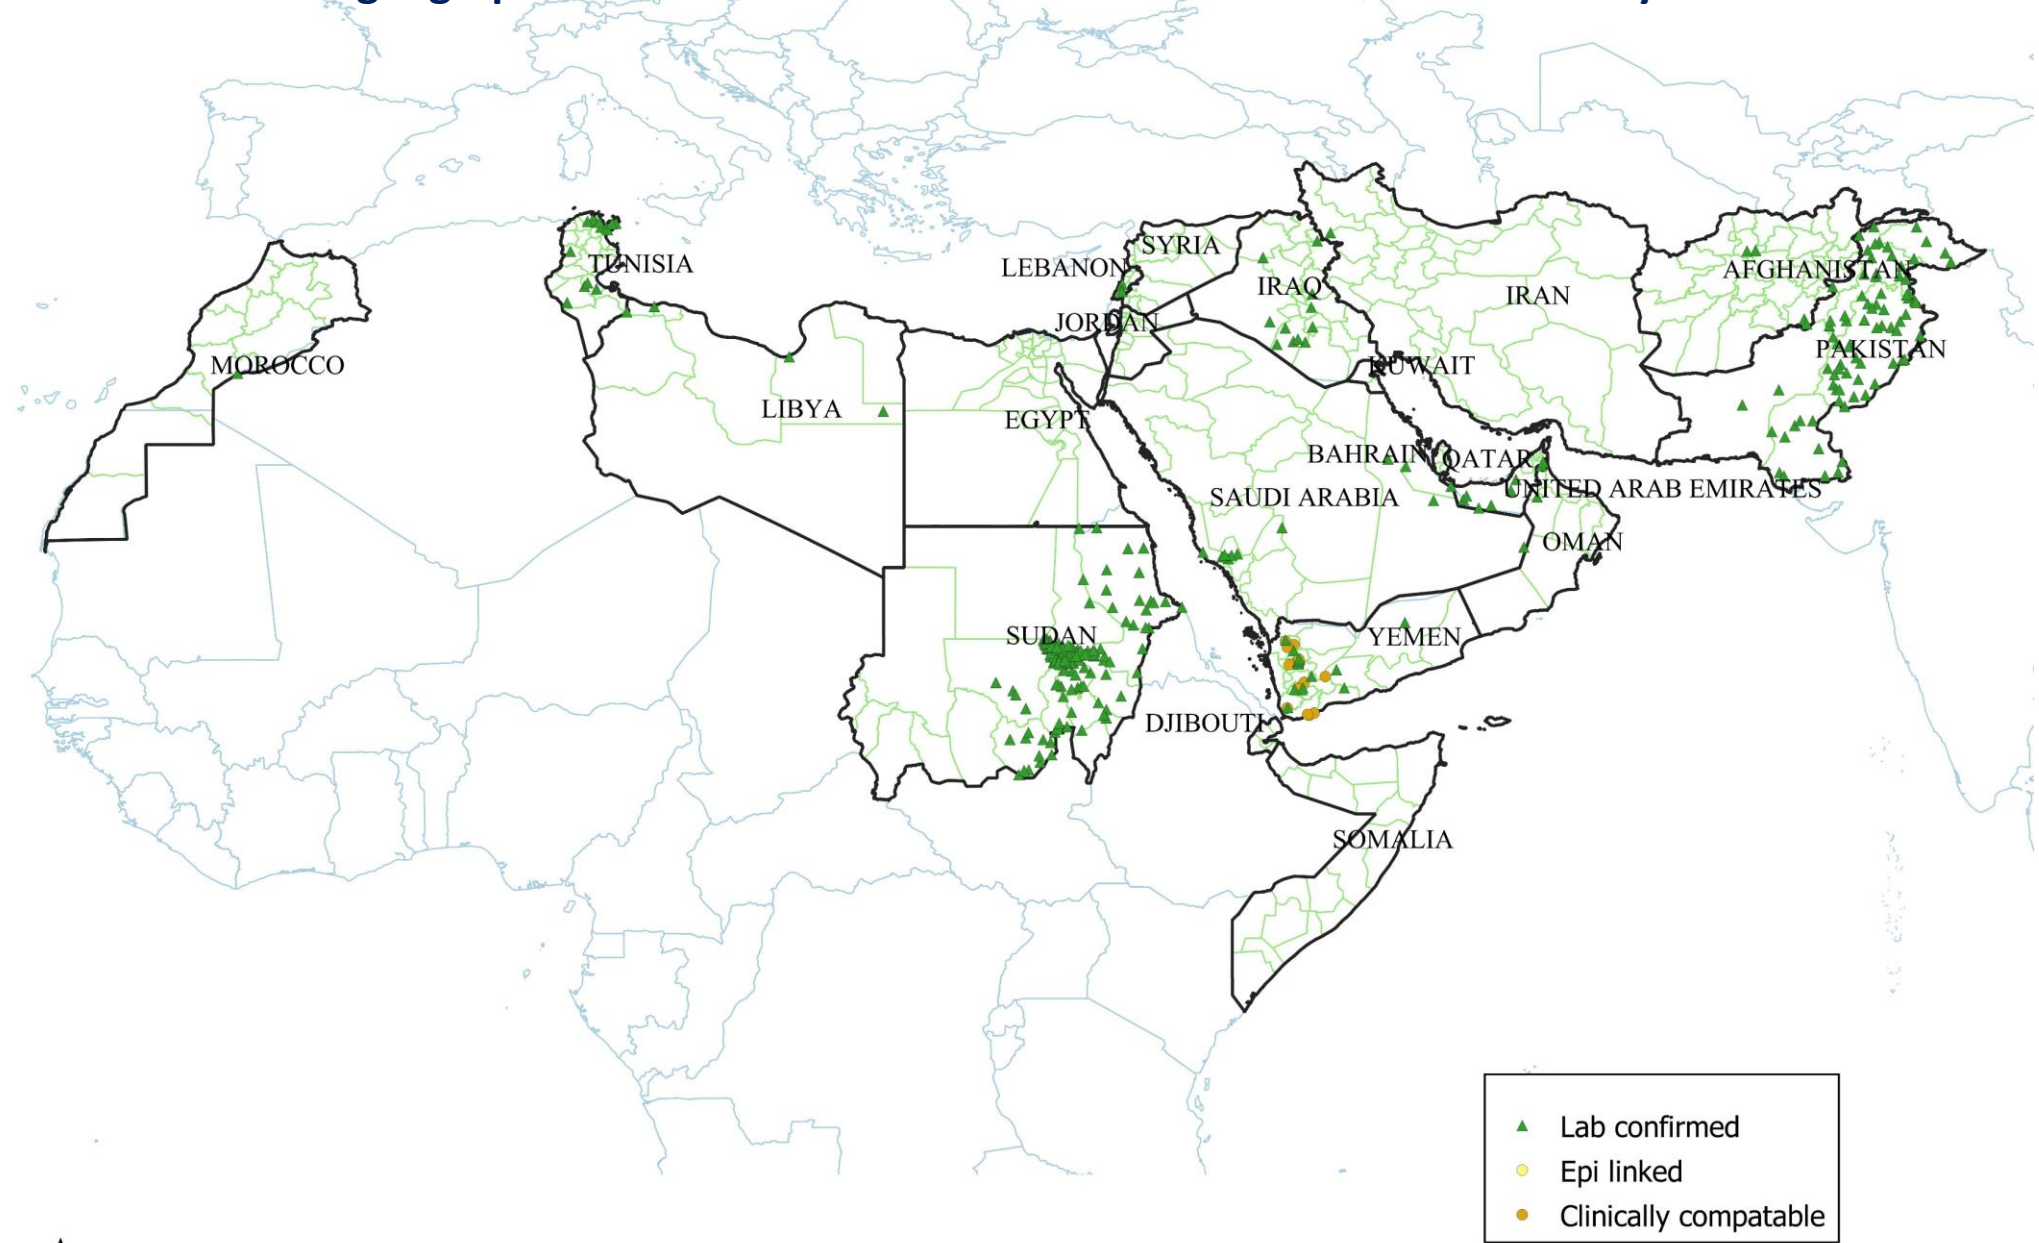 SYRIA
LEBANON
TUNISIA
AFGHANISTAN
IRAQ
IRAN
JORDAN
PAKISTAN
MOROCCO
KUWAIT
LIBYA
EGYPT
BAHRAIN
QATAR
SAUDI ARABIA
UNITED ARAB EMIRATES
OMAN
SUDAN
YEMEN
DJIBOUTI
SOMALIA
Lab confirmed
Epi linked
Clinically compatable